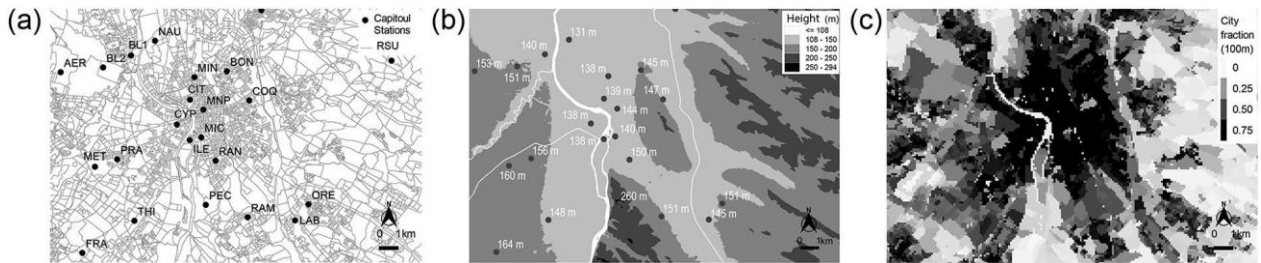 (a)
Capitoul
Stations
RSU
NAU
BL1
BL2
AER
MIN
BON
CIT
MNP
COQ
CYP
MIC
ILE
RAN
PRA
MET
PEC
ORE
THI
RAM
LAB
FRA
N
0 1km
(b)
Height (m)
<= 108
108 - 150
150 - 200
200 - 250
250 - 294
131 m
140 m
153 m
151 m
138 m
145 m
139 m
147 m
144 m
138 m
140 m
138 m
156 m
150 m
160 m
260 m
151 m
148 m
151 m
145 m
164 m
N
0 1km
(c)
City
fraction
(100m)
0
0.25
0.50
0.75
N
0 1km